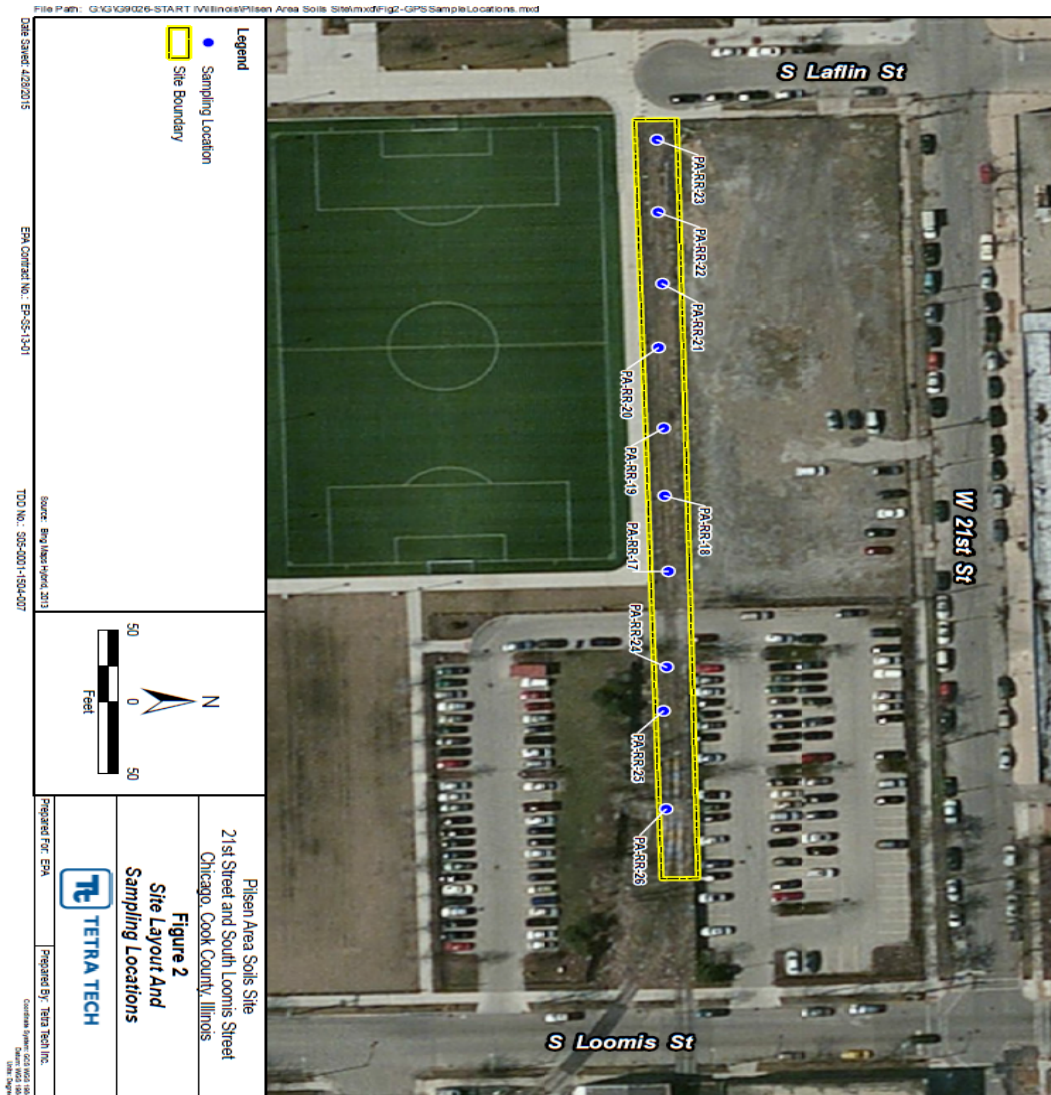 File Path: G:\G\G9026-START IV\Illinois\Pilsen Area Soils Site\mxd\Fig2-GPSSampleLocations.mxd
S Laflin St
W 21st St
S Loomis St
PA-RR-23
PA-RR-22
PA-RR-21
PA-RR-20
PA-RR-19
PA-RR-18
PA-RR-17
PA-RR-24
PA-RR-25
PA-RR-26
Legend
Sampling Location
Site Boundary
Source: Bing Maps Hybrid, 2013
N
50 0 50
Feet
Pilsen Area Soils Site
21st Street and South Loomis Street
Chicago, Cook County, Illinois
Figure 2
Site Layout And
Sampling Locations
Tt TETRA TECH
Prepared For: EPA
Prepared By: Tetra Tech Inc.
Date Saved: 4/28/2015
EPA Contract No.: EP-S5-13-01
TDD No.: S05-0001-1504-007